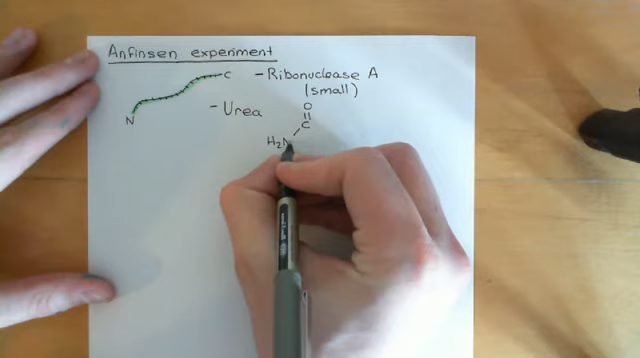 Anfinsen experiment
C - Ribonuclease A
(small)
N
- Urea
O
C
H₂N